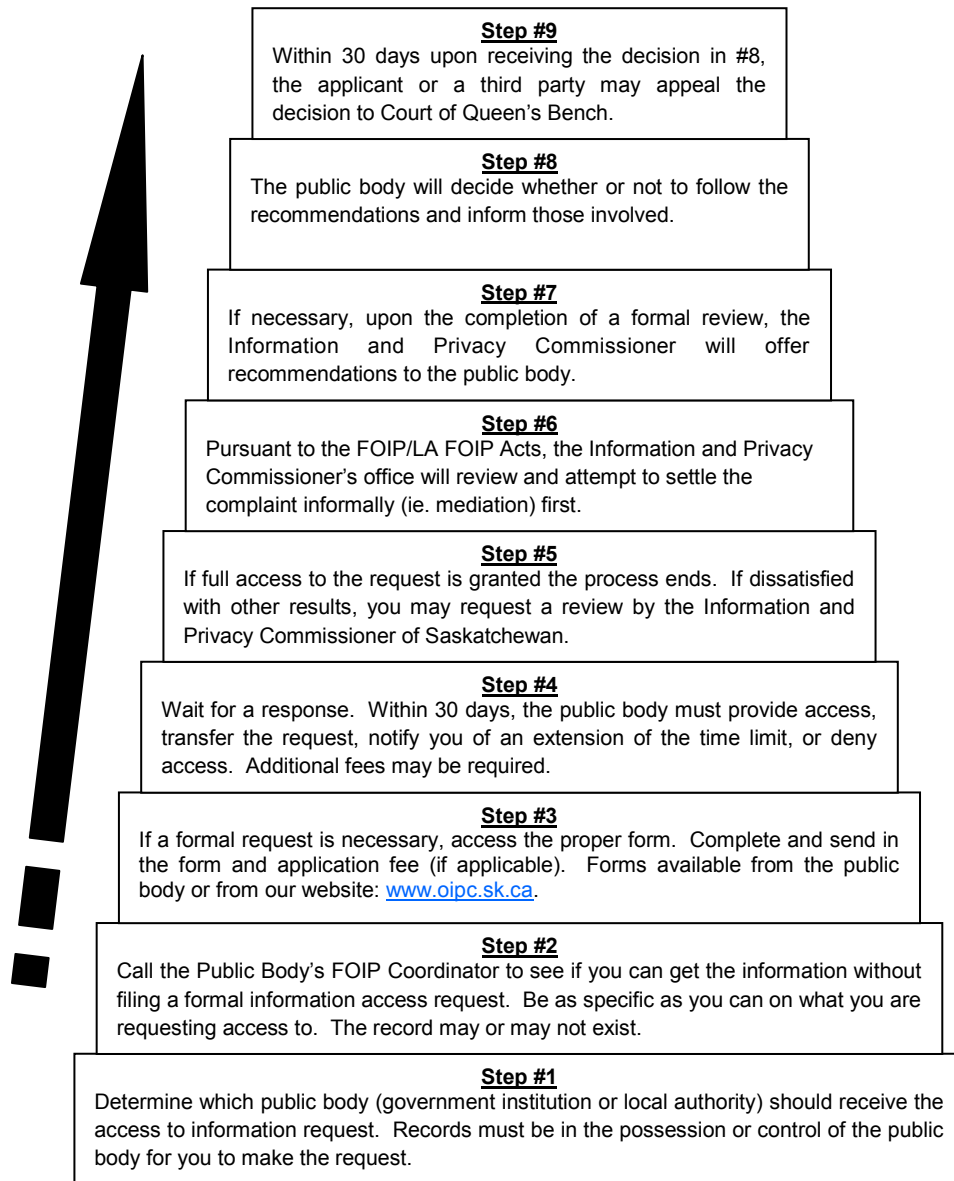 Step #9
Within 30 days upon receiving the decision in #8,
the applicant or a third party may appeal the
decision to Court of Queen's Bench.
Step #8
The public body will decide whether or not to follow the
recommendations and inform those involved.
Step #7
If necessary, upon the completion of a formal review, the
Information and Privacy Commissioner will offer
recommendations to the public body.
Step #6
Pursuant to the FOIP/LA FOIP Acts, the Information and Privacy
Commissioner's office will review and attempt to settle the
complaint informally (ie. mediation) first.
Step #5
If full access to the request is granted the process ends. If dissatisfied
with other results, you may request a review by the Information and
Privacy Commissioner of Saskatchewan.
Step #4
Wait for a response. Within 30 days, the public body must provide access,
transfer the request, notify you of an extension of the time limit, or deny
access. Additional fees may be required.
Step #3
If a formal request is necessary, access the proper form. Complete and send in
the form and application fee (if applicable). Forms available from the public
body or from our website: www.oipc.sk.ca.
Step #2
Call the Public Body's FOIP Coordinator to see if you can get the information without
filing a formal information access request. Be as specific as you can on what you are
requesting access to. The record may or may not exist.
Step #1
Determine which public body (government institution or local authority) should receive the
access to information request. Records must be in the possession or control of the public
body for you to make the request.